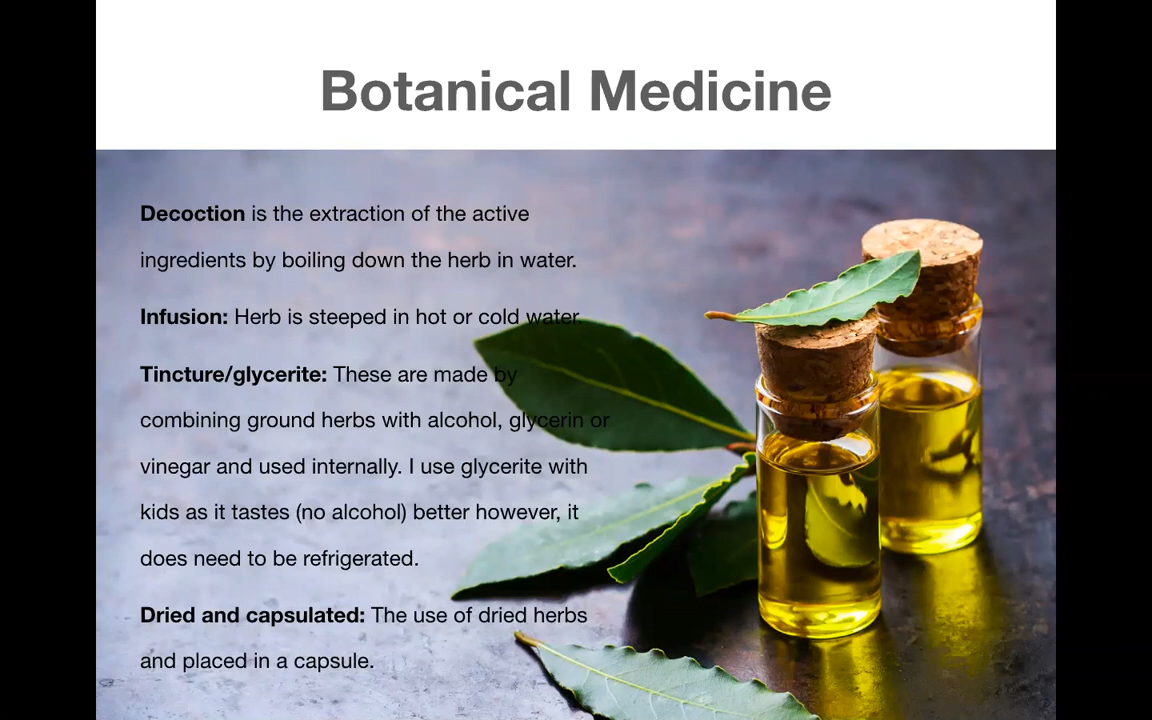 Botanical Medicine
Decoction is the extraction of the active
ingredients by boiling down the herb in water.
Infusion: Herb is steeped in hot or cold water.
Tincture/glycerite: These are made by
combining ground herbs with alcohol, glycerin or
vinegar and used internally. I use glycerite with
kids as it tastes (no alcohol) better however, it
does need to be refrigerated.
Dried and capsulated: The use of dried herbs
and placed in a capsule.